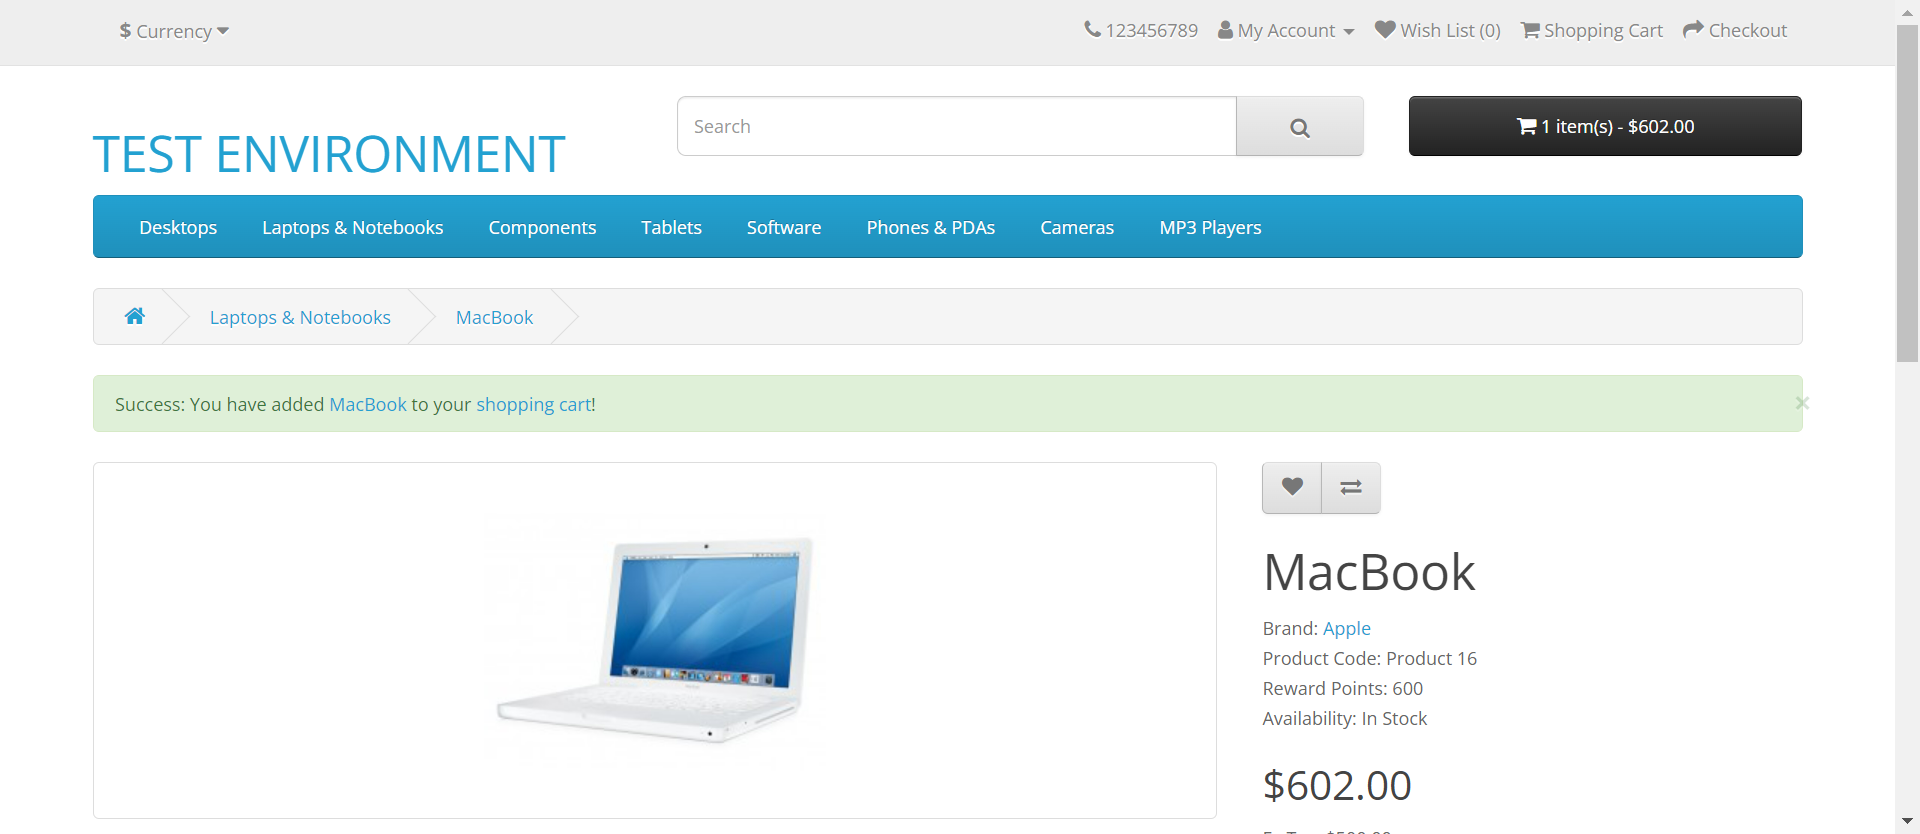 $ Currency
123456789 My Account Wish List (0) Shopping Cart Checkout
TEST ENVIRONMENT
Search
1 item(s) - $602.00
Desktops Laptops & Notebooks Components Tablets Software Phones & PDAs Cameras MP3 Players
Laptops & Notebooks MacBook
Success: You have added MacBook to your shopping cart!
×
MacBook
Brand: Apple
Product Code: Product 16
Reward Points: 600
Availability: In Stock
$602.00